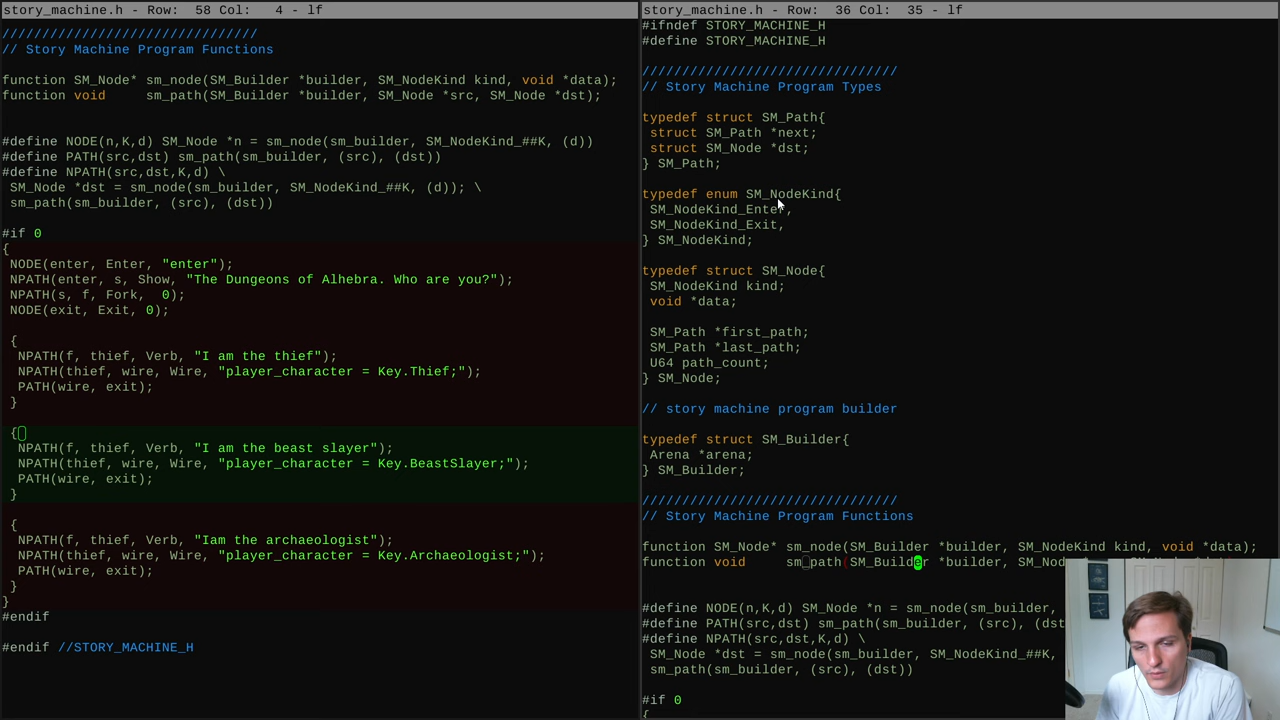 story_machine.h - Row:  58 Col:   4 - lf
////////////////////////////////
// Story Machine Program Functions
function SM_Node* sm_node(SM_Builder *builder, SM_NodeKind kind, void *data);
function void     sm_path(SM_Builder *builder, SM_Node *src, SM_Node *dst);
#define NODE(n,K,d) SM_Node *n = sm_node(sm_builder, SM_NodeKind_##K, (d))
#define PATH(src,dst) sm_path(sm_builder, (src), (dst))
#define NPATH(src,dst,K,d) \
 SM_Node *dst = sm_node(sm_builder, SM_NodeKind_##K, (d)); \
 sm_path(sm_builder, (src), (dst))
#if 0
{
 NODE(enter, Enter, "enter");
 NPATH(enter, s, Show, "The Dungeons of Alhebra. Who are you?");
 NPATH(s, f, Fork,  0);
 NODE(exit, Exit, 0);
 {
  NPATH(f, thief, Verb, "I am the thief");
  NPATH(thief, wire, Wire, "player_character = Key.Thief;");
  PATH(wire, exit);
 }
 {
  NPATH(f, thief, Verb, "I am the beast slayer");
  NPATH(thief, wire, Wire, "player_character = Key.BeastSlayer;");
  PATH(wire, exit);
 }
 {
  NPATH(f, thief, Verb, "Iam the archaeologist");
  NPATH(thief, wire, Wire, "player_character = Key.Archaeologist;");
  PATH(wire, exit);
 }
}
#endif
#endif //STORY_MACHINE_H
story_machine.h - Row:  36 Col:  35 - lf
#ifndef STORY_MACHINE_H
#define STORY_MACHINE_H
////////////////////////////////
// Story Machine Program Types
typedef struct SM_Path{
 struct SM_Path *next;
 struct SM_Node *dst;
} SM_Path;
typedef enum SM_NodeKind{
 SM_NodeKind_Enter,
 SM_NodeKind_Exit,
} SM_NodeKind;
typedef struct SM_Node{
 SM_NodeKind kind;
 void *data;
 SM_Path *first_path;
 SM_Path *last_path;
 U64 path_count;
} SM_Node;
// story machine program builder
typedef struct SM_Builder{
 Arena *arena;
} SM_Builder;
////////////////////////////////
// Story Machine Program Functions
function SM_Node* sm_node(SM_Builder *builder, SM_NodeKind kind, void *data);
function void     sm_path(SM_Builder *builder, SM_Nod
#define NODE(n,K,d) SM_Node *n = sm_node(sm_builder,
#define PATH(src,dst) sm_path(sm_builder, (src), (dst
#define NPATH(src,dst,K,d) \
 SM_Node *dst = sm_node(sm_builder, SM_NodeKind_##K,
 sm_path(sm_builder, (src), (dst))
#if 0
{